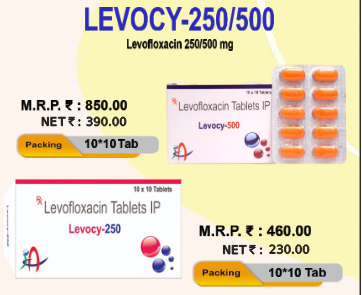 LEVOCY-250/500
Levofloxacin 250/500 mg
M.R.P. ₹ : 850.00
NET ₹ : 390.00
Packing 10*10 Tab
10 x 10 Tablets
Rx Levofloxacin Tablets IP
Levocy-500
10 x 10 Tablets
Rx Levofloxacin Tablets IP
Levocy-250
M.R.P. ₹ : 460.00
NET ₹ : 230.00
Packing 10*10 Tab